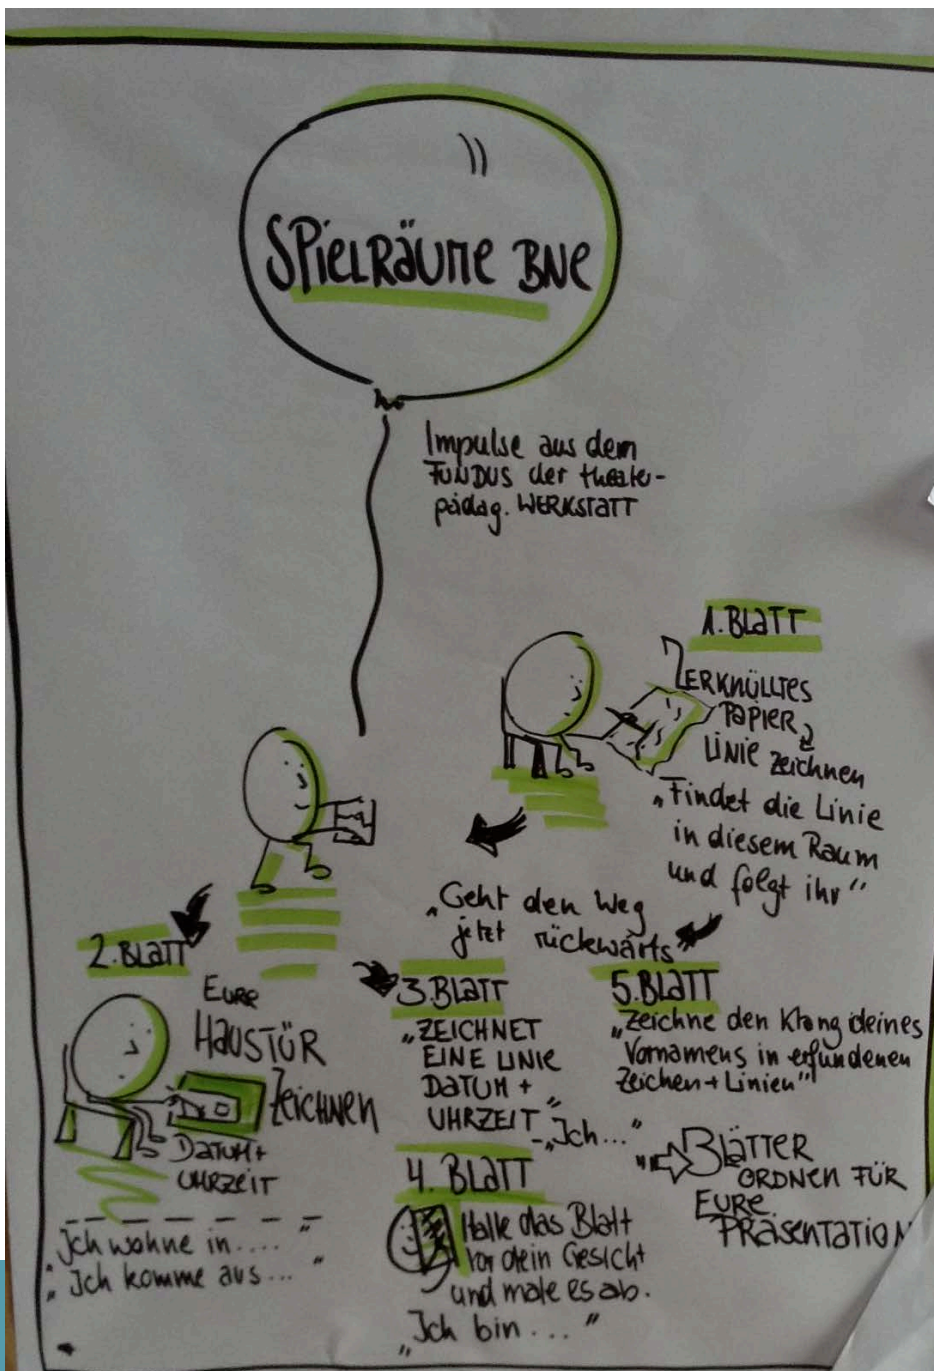 SPIELRÄUME BNE
Impulse aus dem
FUNDUS der theater-
pädag. WERKSTATT
1. BLATT
ZERKNÜLLTES
PAPIER
LINIE zeichnen
„Findet die Linie
in diesem Raum
und folgt ihr“
„Geht den Weg
jetzt rückwärts“
2. BLATT
EURE
HAUSTÜR
Zeichnen
DATUM +
UHRZEIT
„Ich wohne in....“
„Ich komme aus...“
3. BLATT
„ZEICHNET
EINE LINIE
DATUM +
UHRZEIT“
- „Ich...“
4. BLATT
Halte das Blatt
vor dein Gesicht
und male es ab.
„Ich bin...“
5. BLATT
„Zeichne den Klang deines
Vornamens in erfundenen
Zeichen + Linien“
BLÄTTER
ORDNEN FÜR
EURE
PRÄSENTATION